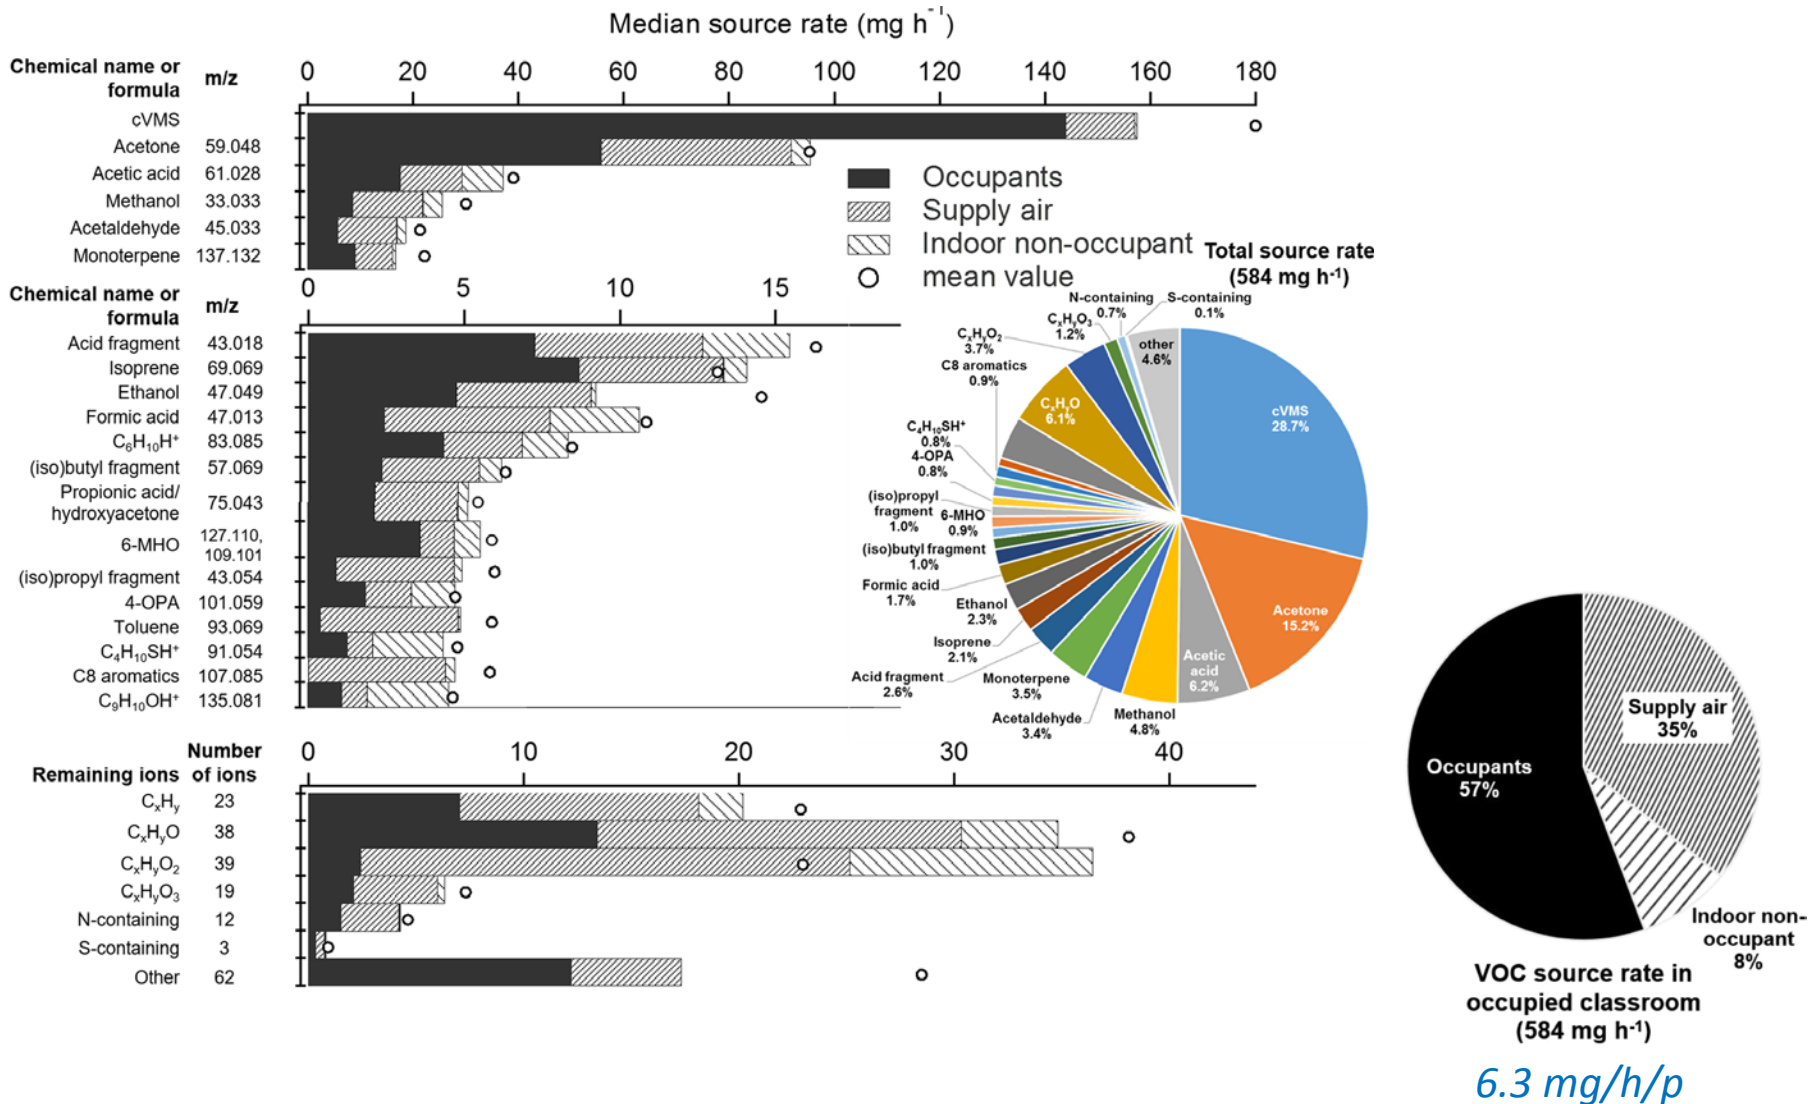 Median source rate (mg h⁻¹)
Chemical name or formula m/z
0 20 40 60 80 100 120 140 160 180
cVMS
Acetone 59.048
Acetic acid 61.028
Methanol 33.033
Acetaldehyde 45.033
Monoterpene 137.132
Occupants
Supply air
Indoor non-occupant
mean value
Chemical name or formula m/z
0 5 10 15
Acid fragment 43.018
Isoprene 69.069
Ethanol 47.049
Formic acid 47.013
C₆H₁₀H⁺ 83.085
(iso)butyl fragment 57.069
Propionic acid/
hydroxyacetone 75.043
6-MHO 127.110,
109.101
(iso)propyl fragment 43.054
4-OPA 101.059
Toluene 93.069
C₄H₁₀SH⁺ 91.054
C8 aromatics 107.085
C₉H₁₀OH⁺ 135.081
Remaining ions Number of ions
0 10 20 30 40
CₓHᵧ 23
CₓHᵧO 38
CₓHᵧO₂ 39
CₓHᵧO₃ 19
N-containing 12
S-containing 3
Other 62
Total source rate
(584 mg h⁻¹)
N-containing
0.7%
S-containing
0.1%
CₓHᵧO₃
1.2%
CₓHᵧO₂
3.7%
other
4.6%
C8 aromatics
0.9%
CₓHᵧO
6.1%
cVMS
28.7%
C₄H₁₀SH⁺
0.8%
4-OPA
0.8%
(iso)propyl
fragment
1.0%
6-MHO
0.9%
(iso)butyl fragment
1.0%
Formic acid
1.7%
Ethanol
2.3%
Isoprene
2.1%
Acid fragment
2.6%
Monoterpene
3.5%
Acetaldehyde
3.4%
Methanol
4.8%
Acetic
acid
6.2%
Acetone
15.2%
Supply air
35%
Occupants
57%
Indoor non-
occupant
8%
VOC source rate in
occupied classroom
(584 mg h⁻¹)
6.3 mg/h/p